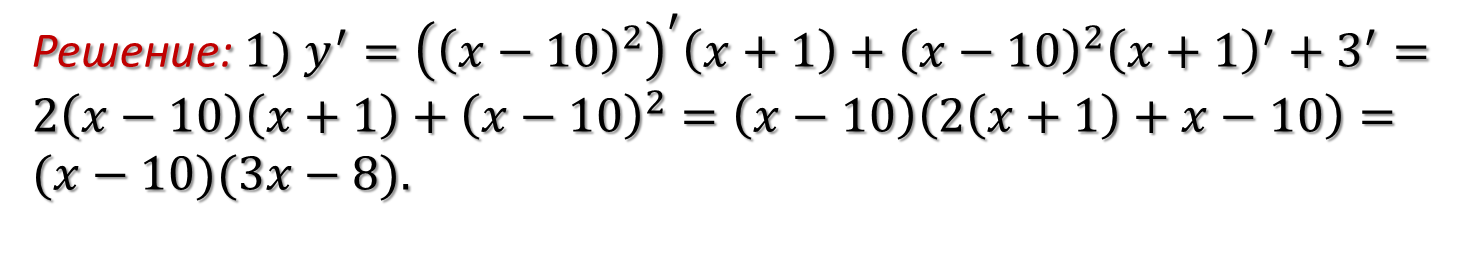 Решение: 1) y′ = ((x − 10)²)′(x + 1) + (x − 10)²(x + 1)′ + 3′ =
2(x − 10)(x + 1) + (x − 10)² = (x − 10)(2(x + 1) + x − 10) =
(x − 10)(3x − 8).